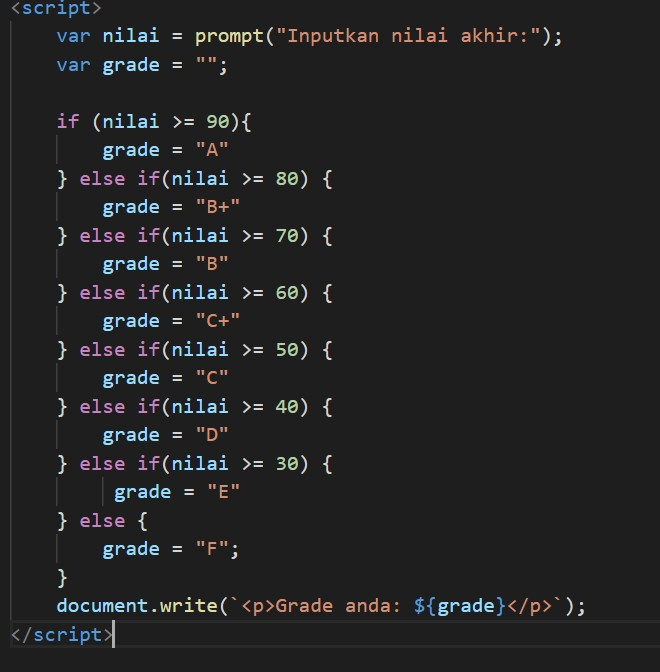 <script>
var nilai = prompt("Inputkan nilai akhir:");
var grade = "";
if (nilai >= 90){
grade = "A"
} else if(nilai >= 80) {
grade = "B+"
} else if(nilai >= 70) {
grade = "B"
} else if(nilai >= 60) {
grade = "C+"
} else if(nilai >= 50) {
grade = "C"
} else if(nilai >= 40) {
grade = "D"
} else if(nilai >= 30) {
grade = "E"
} else {
grade = "F";
}
document.write(`<p>Grade anda: ${grade}</p>`);
</script>